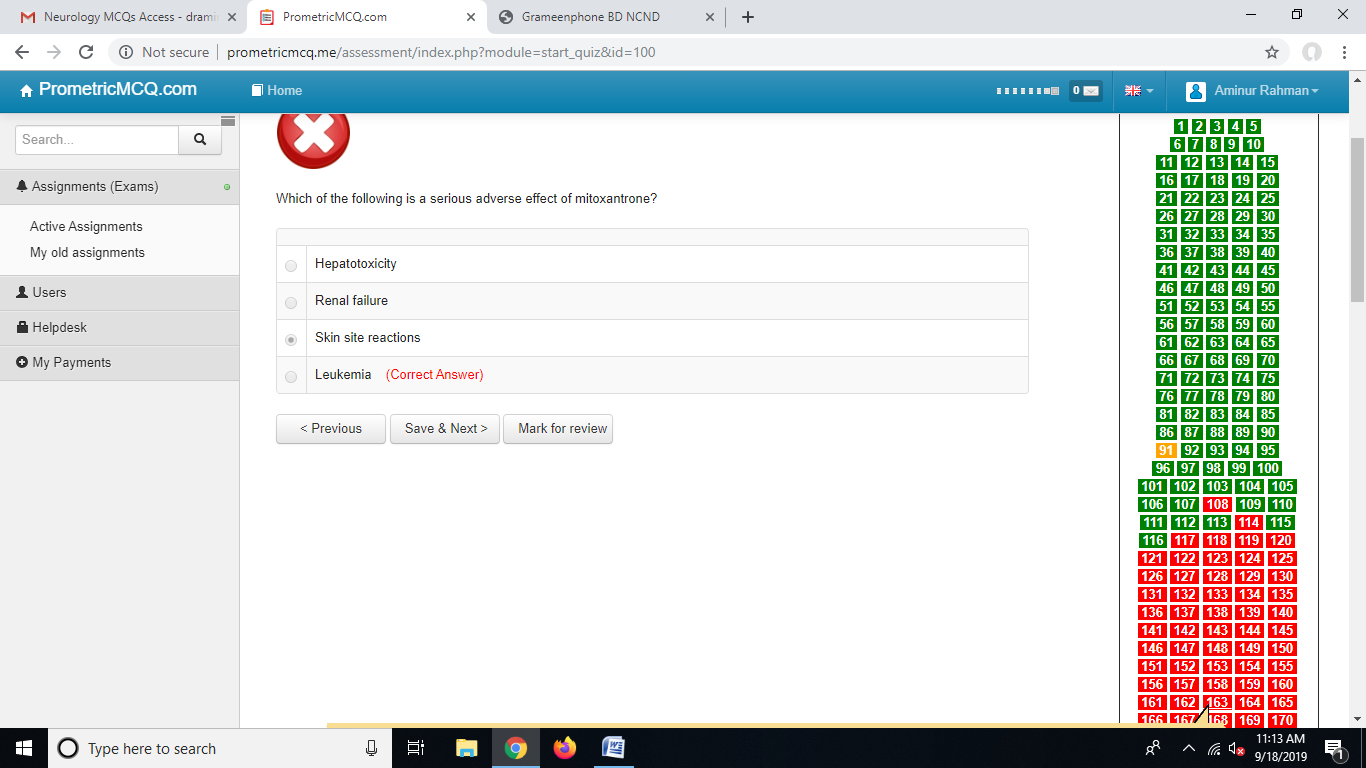 Neurology MCQs Access - drami
PrometricMCQ.com
Grameenphone BD NCND
Not secure | prometricmcq.me/assessment/index.php?module=start_quiz&id=100
PrometricMCQ.com
Home
0
Aminur Rahman
Search...
Assignments (Exams)
Active Assignments
My old assignments
Users
Helpdesk
My Payments
Which of the following is a serious adverse effect of mitoxantrone?
Hepatotoxicity
Renal failure
Skin site reactions
Leukemia (Correct Answer)
< Previous
Save & Next >
Mark for review
1 2 3 4 5
6 7 8 9 10
11 12 13 14 15
16 17 18 19 20
21 22 23 24 25
26 27 28 29 30
31 32 33 34 35
36 37 38 39 40
41 42 43 44 45
46 47 48 49 50
51 52 53 54 55
56 57 58 59 60
61 62 63 64 65
66 67 68 69 70
71 72 73 74 75
76 77 78 79 80
81 82 83 84 85
86 87 88 89 90
91 92 93 94 95
96 97 98 99 100
101 102 103 104 105
106 107 108 109 110
111 112 113 114 115
116 117 118 119 120
121 122 123 124 125
126 127 128 129 130
131 132 133 134 135
136 137 138 139 140
141 142 143 144 145
146 147 148 149 150
151 152 153 154 155
156 157 158 159 160
161 162 163 164 165
166 167 168 169 170
Type here to search
11:13 AM
9/18/2019
1